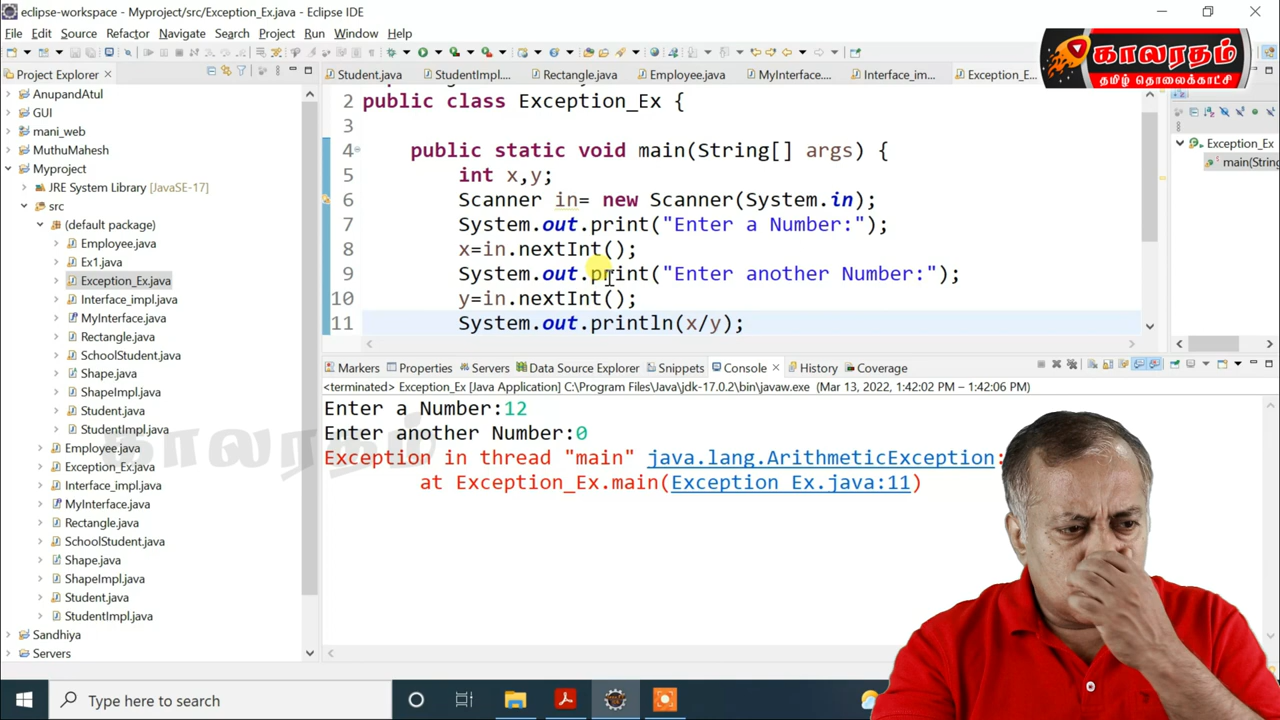 eclipse-workspace - Myproject/src/Exception_Ex.java - Eclipse IDE
File Edit Source Refactor Navigate Search Project Run Window Help
காலரதம்
தமிழ் தொலைக்காட்சி
Project Explorer
AnupandAtul
GUI
mani_web
MuthuMahesh
Myproject
JRE System Library [JavaSE-17]
src
(default package)
Employee.java
Ex1.java
Exception_Ex.java
Interface_impl.java
MyInterface.java
Rectangle.java
SchoolStudent.java
Shape.java
ShapeImpl.java
Student.java
StudentImpl.java
Employee.java
Exception_Ex.java
Interface_impl.java
MyInterface.java
Rectangle.java
SchoolStudent.java
Shape.java
ShapeImpl.java
Student.java
StudentImpl.java
Sandhiya
Servers
Student.java StudentImpl.... Rectangle.java Employee.java MyInterface.... Interface_im... Exception_E...
2 public class Exception_Ex {
3
4 public static void main(String[] args) {
5 int x,y;
6 Scanner in= new Scanner(System.in);
7 System.out.print("Enter a Number:");
8 x=in.nextInt();
9 System.out.print("Enter another Number:");
10 y=in.nextInt();
11 System.out.println(x/y);
Exception_Ex
main(String
Markers Properties Servers Data Source Explorer Snippets Console History Coverage
<terminated> Exception_Ex [Java Application] C:\Program Files\Java\jdk-17.0.2\bin\javaw.exe (Mar 13, 2022, 1:42:02 PM – 1:42:06 PM)
Enter a Number:12
Enter another Number:0
Exception in thread "main" java.lang.ArithmeticException:
at Exception_Ex.main(Exception_Ex.java:11)
காலரதம்
Type here to search